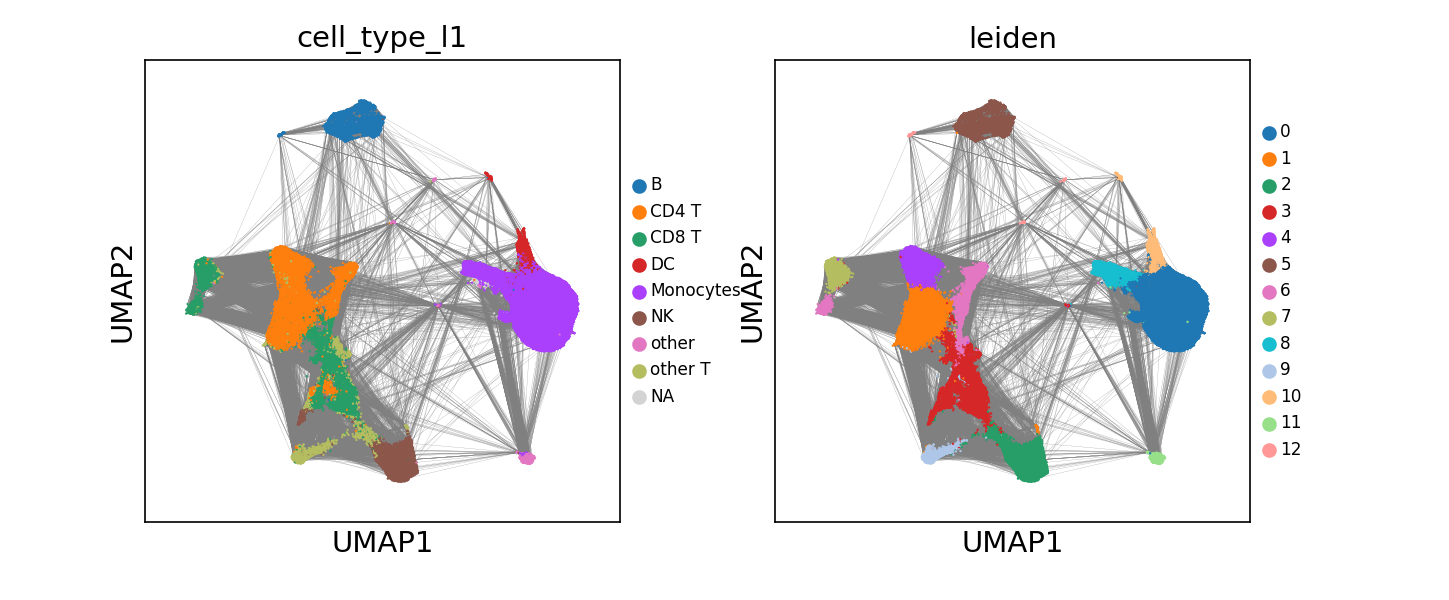 cell_type_l1
UMAP2
UMAP1
B
CD4 T
CD8 T
DC
Monocytes
NK
other
other T
NA
leiden
UMAP2
UMAP1
0
1
2
3
4
5
6
7
8
9
10
11
12